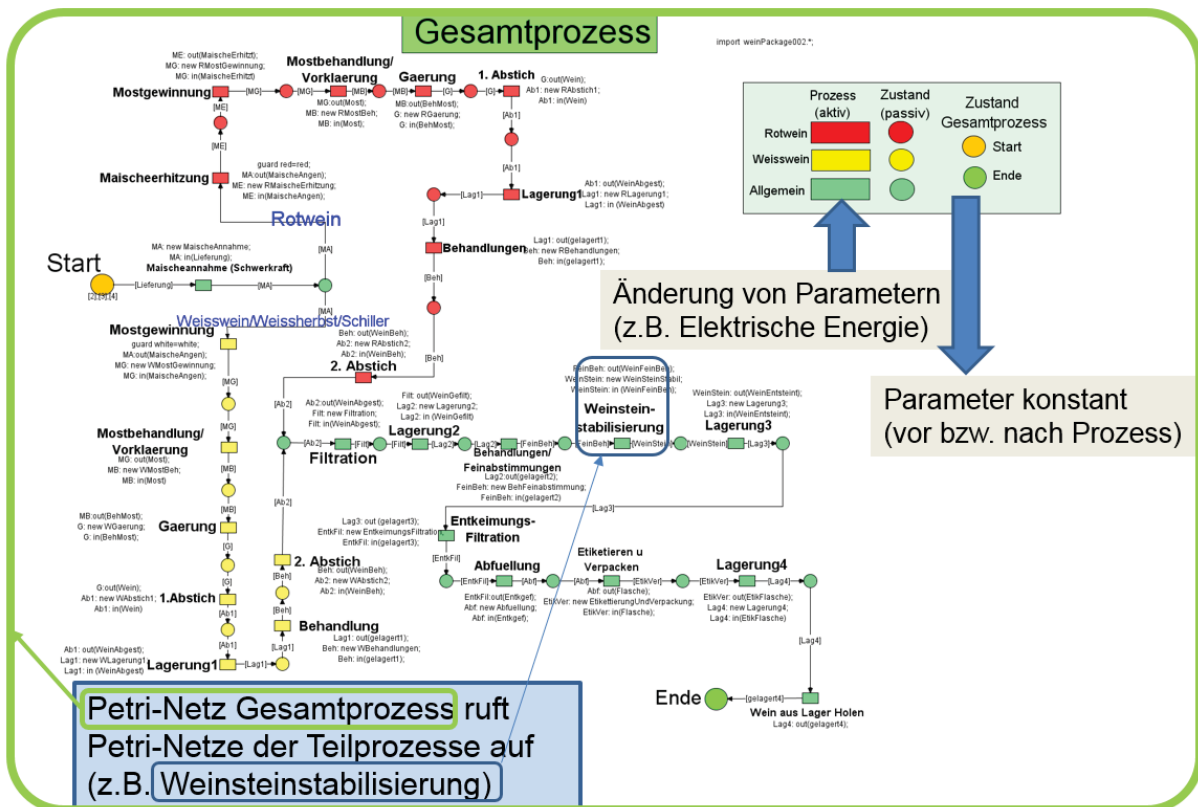 Gesamtprozess
import weinPackage002.*;
ME: out(MaischeErhitzt);
MG: new RMostGewinnung;
MG: in(MaischeErhitzt)
Mostgewinnung
[MG]
Mostbehandlung/
Vorklaerung
[MB]
MG:out(Most);
MB: new RMostBeh;
MB: in(Most);
[MB]
Gaerung
[G]
MB:out(BehMost);
G: new RGaerung;
G: in(BehMost);
[G]
1. Abstich
G:out(Wein);
Ab1: new RAbstich1;
Ab1: in(Wein)
[Ab1]
[Ab1]
[ME]
[ME]
guard red=red;
MA:out(MaischeAngen);
ME: new RMaischeErhitzung;
ME: in(MaischeAngen);
Maischeerhitzung
Rotwein
[MA]
Ab1: out(WeinAbgest);
Lag1: new RLagerung1;
Lag1: in (WeinAbgest)
Lagerung1
[Lag1]
[Lag1]
Lag1: out(gelagert1);
Beh: new RBehandlungen;
Beh: in(gelagert1);
Behandlungen
[Beh]
[Beh]
Prozess
(aktiv)
Zustand
(passiv)
Zustand
Gesamtprozess
Rotwein
Weisswein
Allgemein
Start
Ende
Änderung von Parametern
(z.B. Elektrische Energie)
Parameter konstant
(vor bzw. nach Prozess)
Start
[2],[3],[4]
[Lieferung]
MA: new MaischeAnnahme;
MA: in(Lieferung);
Maischeannahme (Schwerkraft)
[MA]
[MA]
Weisswein/Weissherbst/Schiller
Mostgewinnung
guard white=white;
MA:out(MaischeAngen);
MG: new WMostGewinnung;
MG: in(MaischeAngen);
[MG]
[MG]
Mostbehandlung/
Vorklaerung
MG: out(Most);
MB: new WMostBeh;
MB: in(Most)
[MB]
[MB]
MB:out(BehMost);
G: new WGaerung;
G: in(BehMost);
Gaerung
[G]
[G]
G:out(Wein);
Ab1: new WAbstich1;
Ab1: in(Wein)
1.Abstich
[Ab1]
[Ab1]
Ab1: out(WeinAbgest);
Lag1: new WLagerung1
Lag1: in (WeinAbgest)
Lagerung1
[Lag1]
[Lag1]
Behandlung
Lag1: out(gelagert1);
Beh: new WBehandlungen;
Beh: in(gelagert1);
[Beh]
[Beh]
2. Abstich
Beh: out(WeinBeh);
Ab2: new WAbstich2;
Ab2: in(WeinBeh);
[Ab2]
Beh: out(WeinBeh);
Ab2: new RAbstich2;
Ab2: in(WeinBeh);
2. Abstich
[Ab2]
Ab2:out(WeinAbgest);
Filt: new Filtration;
Filt: in(WeinAbgest);
[Ab2]
Filtration
[Filt]
Filt: out(WeinGefilt);
Lag2: new Lagerung2;
Lag2: in(WeinGefilt)
Lagerung2
[Filt]
[Lag2]
[Lag2]
[FeinBeh]
Behandlungen/
Feinabstimmungen
Lag2:out(gelagert2);
FeinBeh: new BehFeinabstimmung;
FeinBeh: in(gelagert2)
FeinBeh: out(WeinFeinBeh);
WeinStein: new WeinSteinStabil;
WeinStein: in (WeinFeinBeh);
Weinstein-
stabilisierung
[FeinBeh]
[WeinStein]
WeinStein: out(WeinEntsteint);
Lag3: new Lagerung3;
Lag3: in(WeinEntsteint);
Lagerung3
[WeinStein]
[Lag3]
[Lag3]
Lag3: out (gelagert3);
EntkFil: new EntkeimungsFiltration;
EntkFil: in(gelagert3);
Entkeimungs-
Filtration
[EntkFil]
Abfuellung
[EntkFil]
[Abf]
EntkFil:out(Entkgef);
Abf: new Abfuellung;
Abf: in(Entkgef);
Etiketieren u
Verpacken
[Abf]
[EtikVer]
Abf: out(Flasche);
EtikVer: new EtikettierungUndVerpackung;
EtikVer: in(Flasche);
Lagerung4
[EtikVer]
[Lag4]
EtikVer: out(EtikFlasche);
Lag4: new Lagerung4;
Lag4: in(EtikFlasche)
[Lag4]
Ende
[gelagert4]
Wein aus Lager Holen
Lag4: out(gelagert4);
Petri-Netz Gesamtprozess ruft
Petri-Netze der Teilprozesse auf
(z.B. Weinsteinstabilisierung)